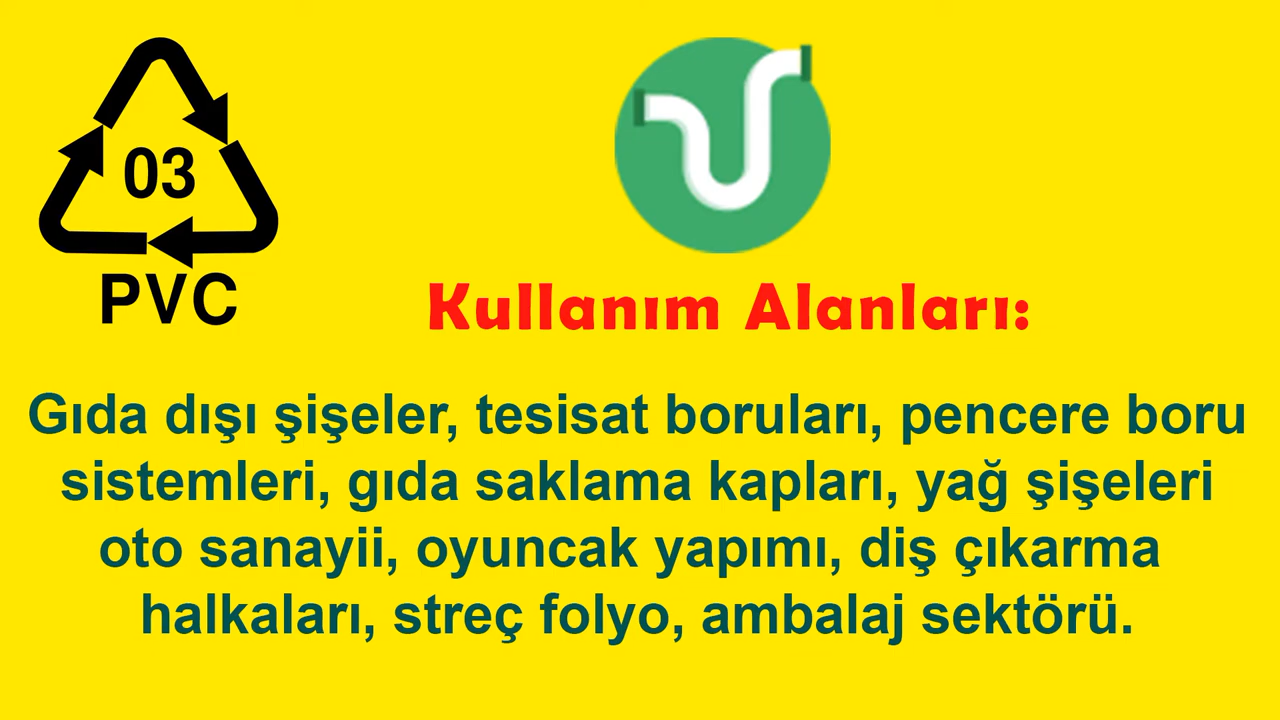 03
PVC
Kullanım Alanları:
Gıda dışı şişeler, tesisat boruları, pencere boru
sistemleri, gıda saklama kapları, yağ şişeleri
oto sanayii, oyuncak yapımı, diş çıkarma
halkaları, streç folyo, ambalaj sektörü.